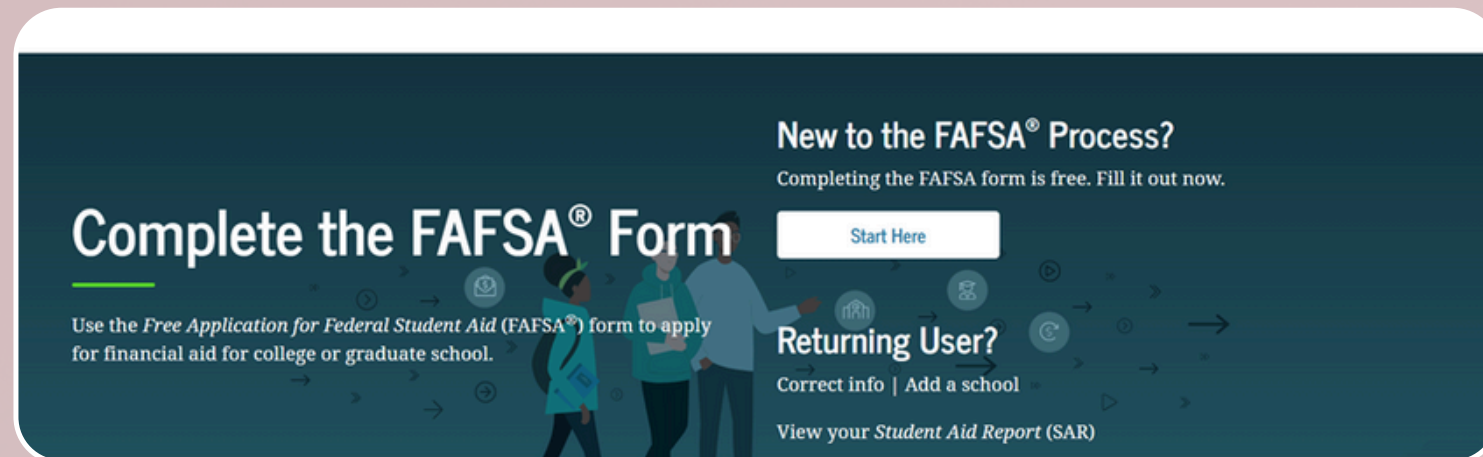 Complete the FAFSA® Form
Use the Free Application for Federal Student Aid (FAFSA®) form to apply
for financial aid for college or graduate school.
New to the FAFSA® Process?
Completing the FAFSA form is free. Fill it out now.
Start Here
Returning User?
Correct info | Add a school
View your Student Aid Report (SAR)